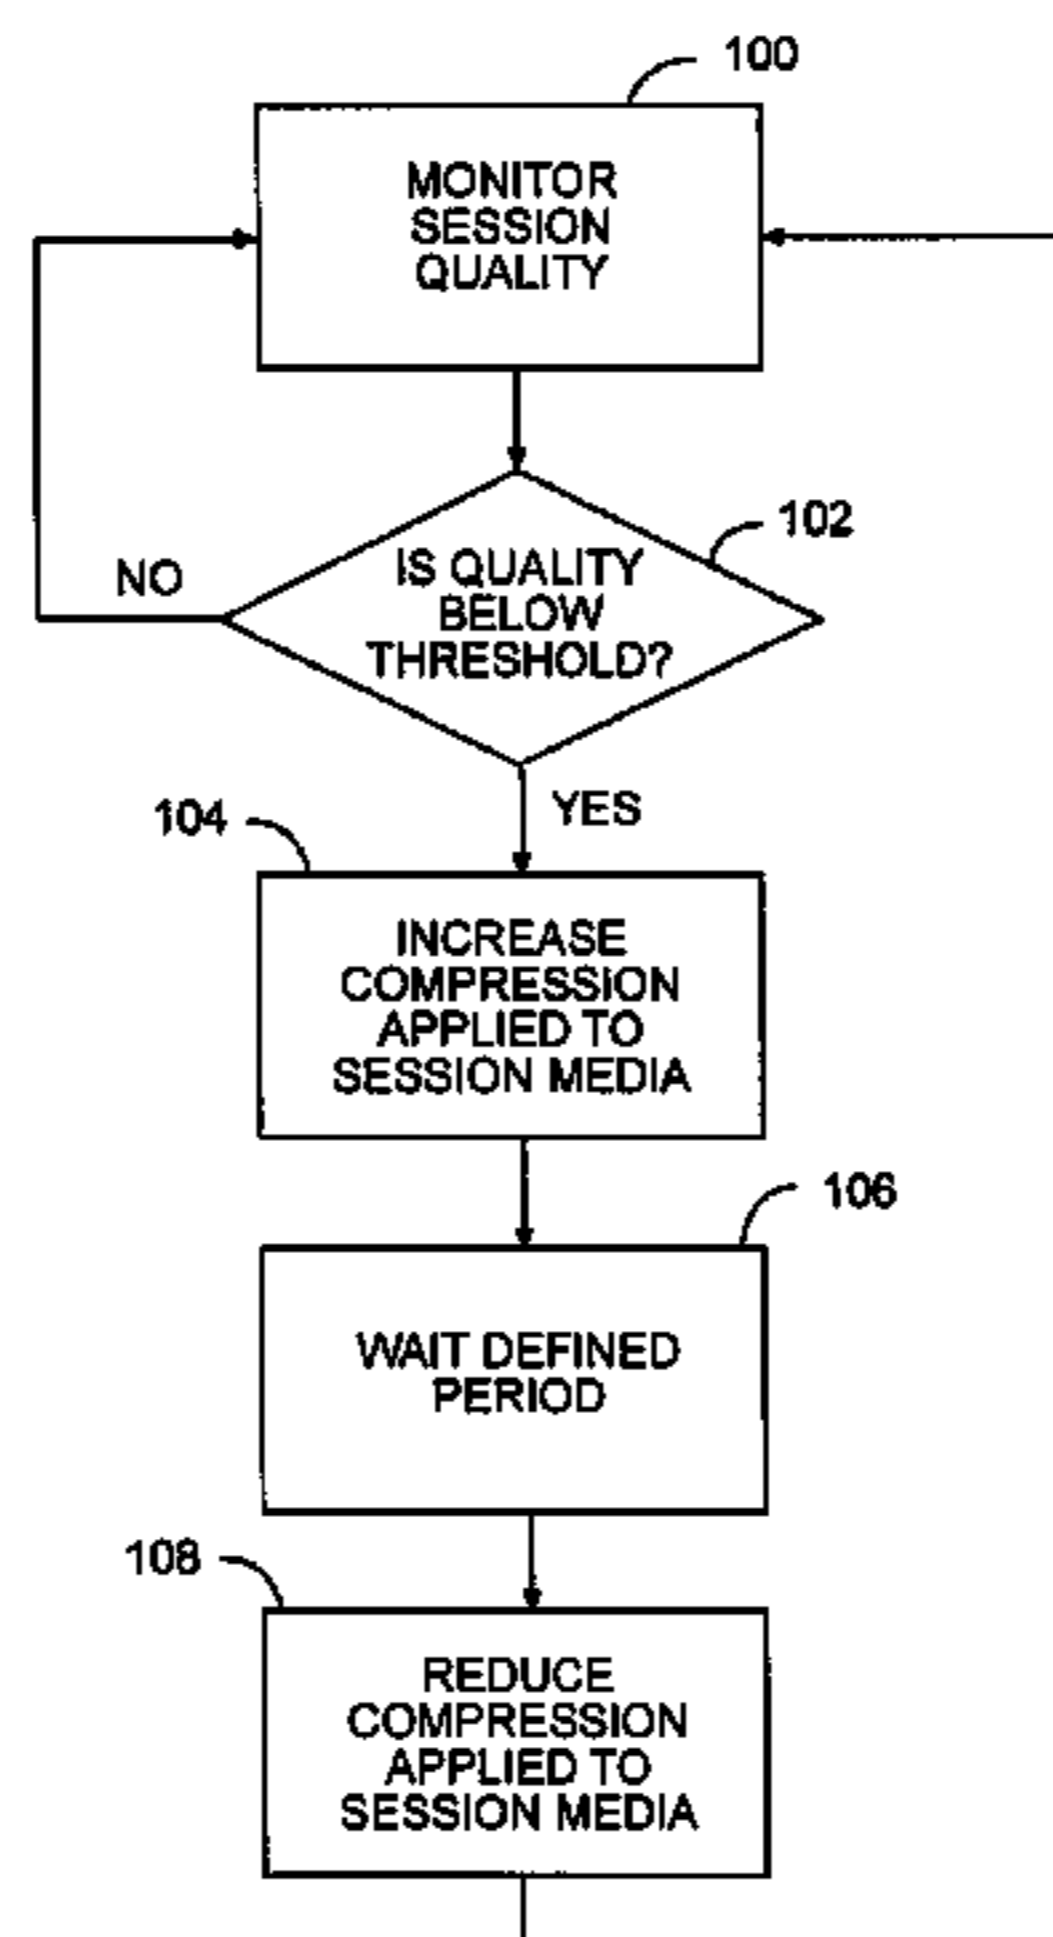 100
MONITOR
SESSION
QUALITY
102
IS QUALITY
BELOW
THRESHOLD?
NO
YES
104
INCREASE
COMPRESSION
APPLIED TO
SESSION MEDIA
106
WAIT DEFINED
PERIOD
108
REDUCE
COMPRESSION
APPLIED TO
SESSION MEDIA